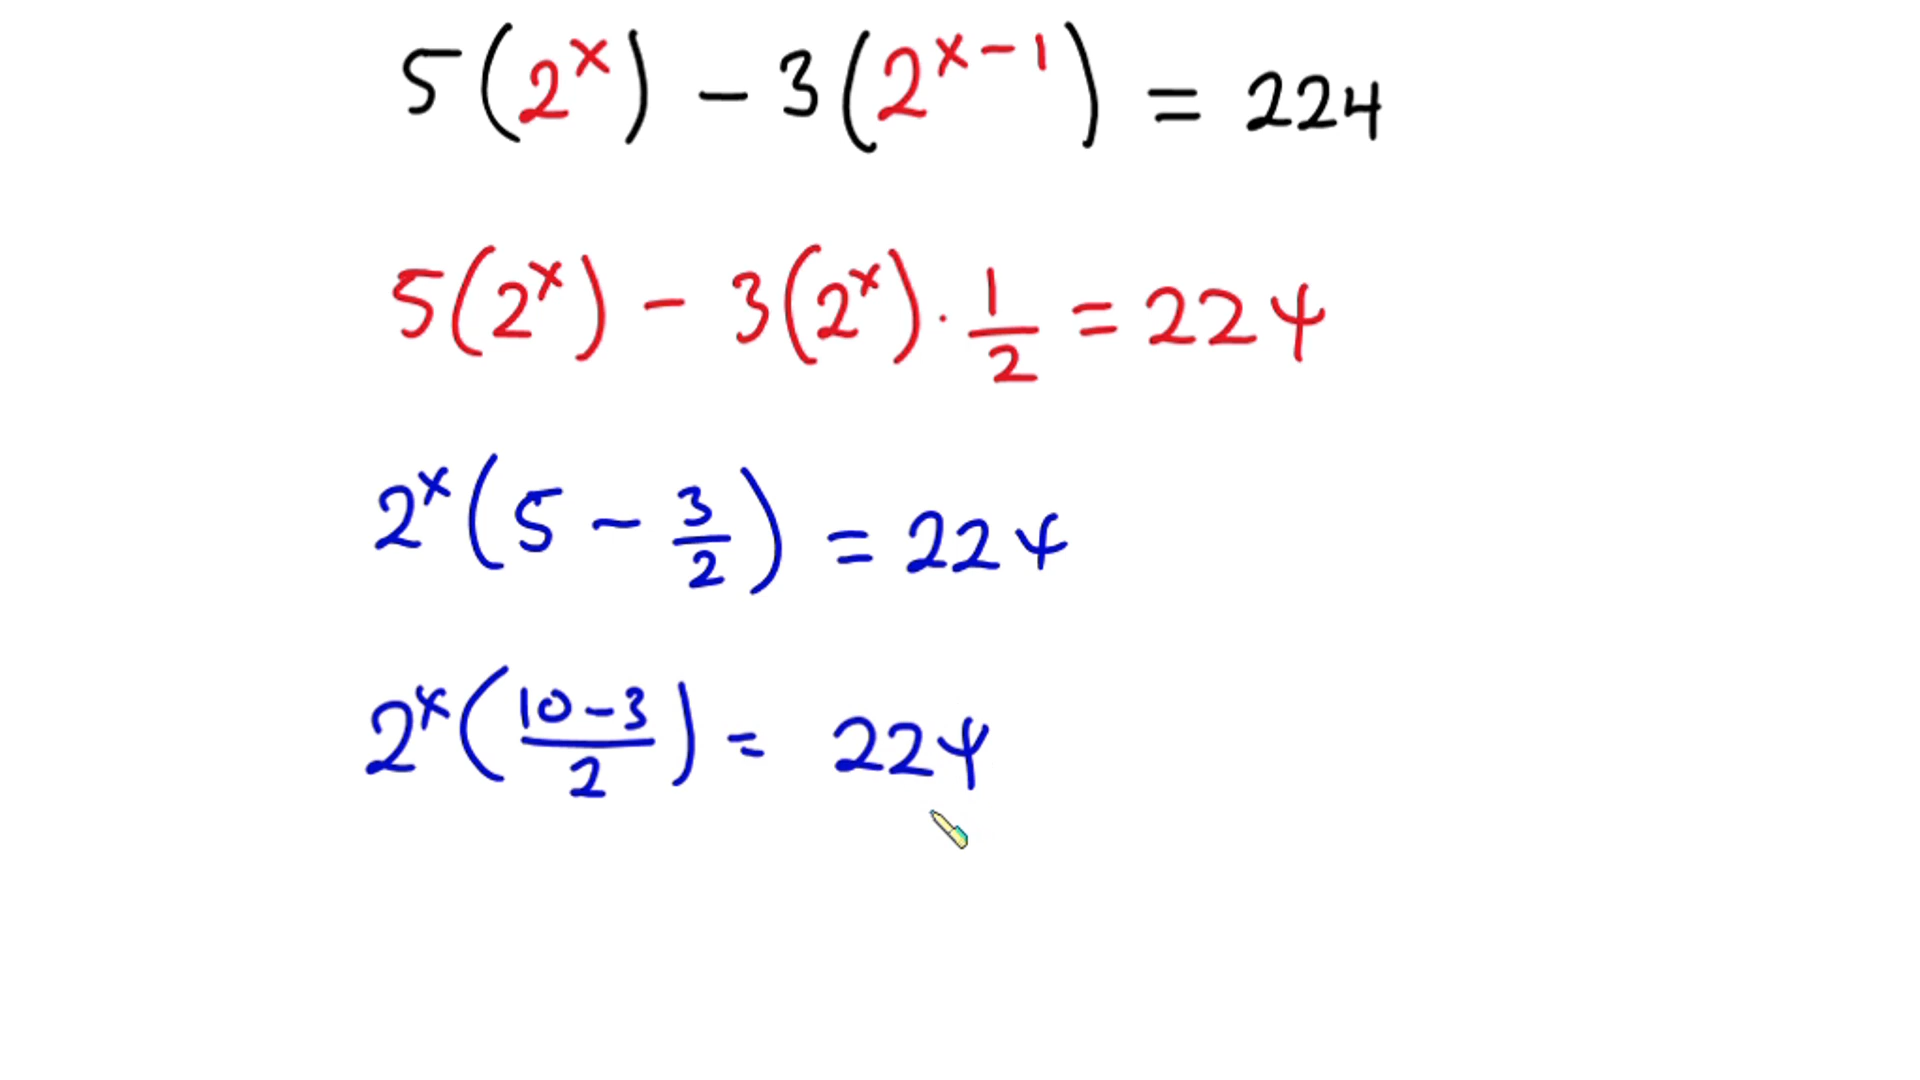 5(2^x) − 3(2^{x−1}) = 224
5(2^x) − 3(2^x) · 1/2 = 224
2^x(5 − 3/2) = 224
2^x((10−3)/2) = 224